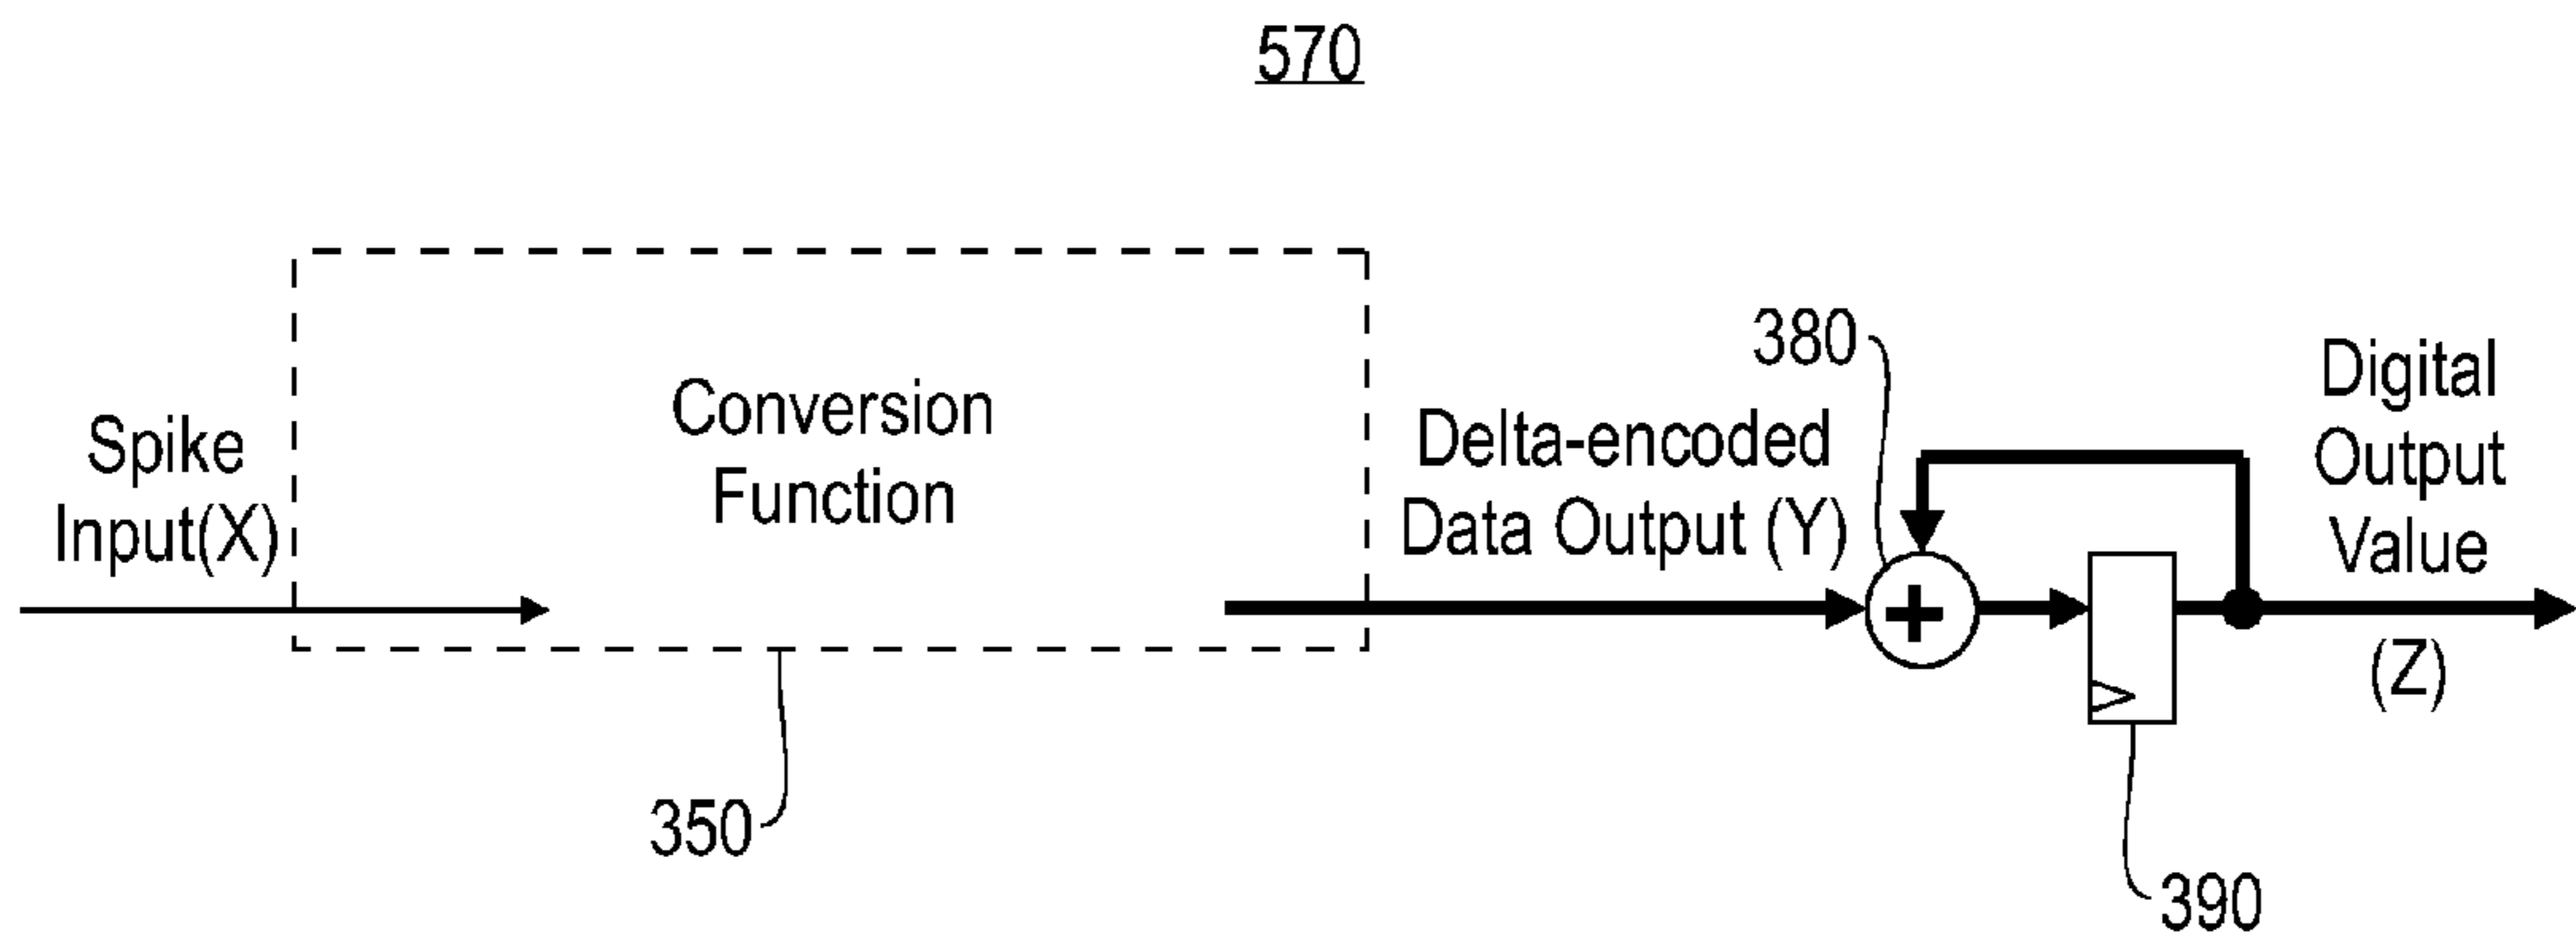 570
Spike
Input(X)
Conversion
Function
350
Delta-encoded
Data Output (Y)
380
+
390
Digital
Output
Value
(Z)